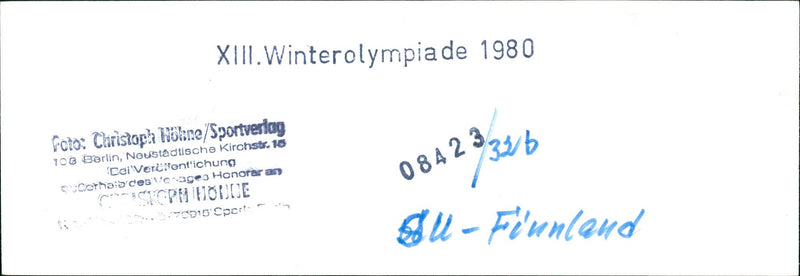 XIII.Winterolympiade 1980
Foto: Christoph Höhne/Sportverlag
108 Berlin, Neustädtische Kirchstr. 15
Bei Veröffentlichung
außerhalb des Verlages Honorar an
CHRISTOPH HÖHNE
08423/32b
SU - Finnland